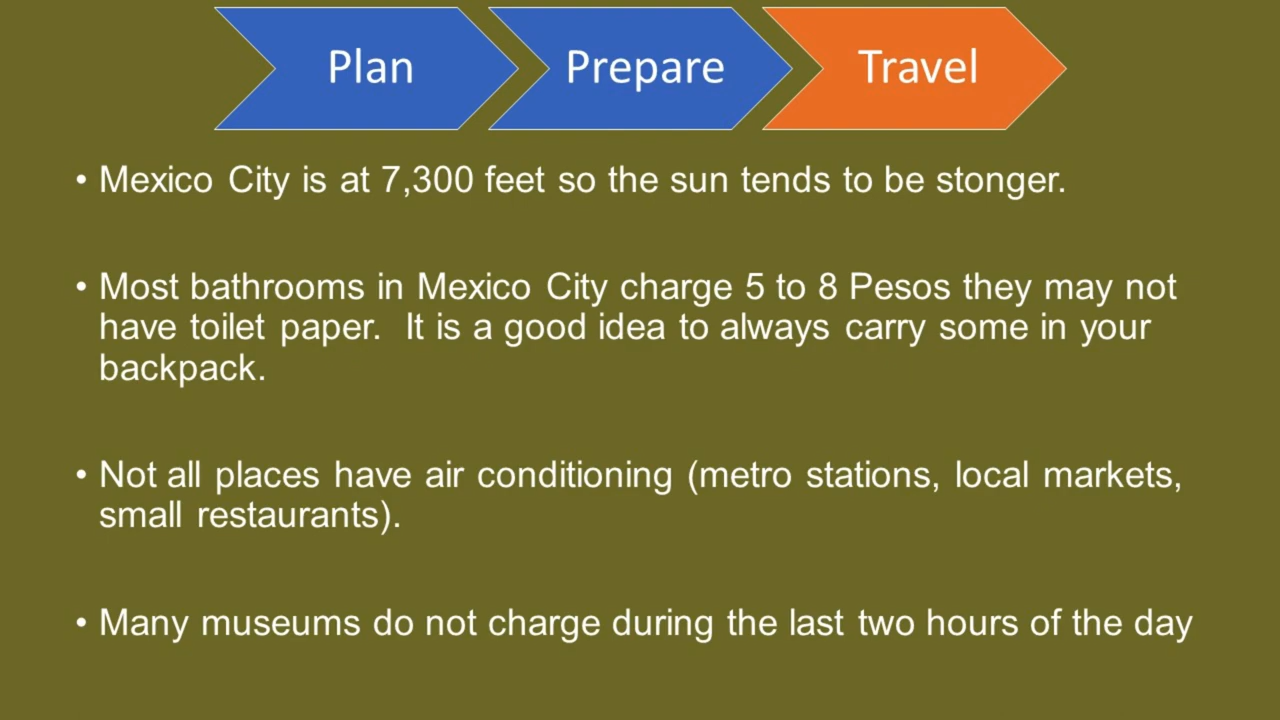 Plan
Prepare
Travel
• Mexico City is at 7,300 feet so the sun tends to be stonger.
• Most bathrooms in Mexico City charge 5 to 8 Pesos they may not
have toilet paper.  It is a good idea to always carry some in your
backpack.
• Not all places have air conditioning (metro stations, local markets,
small restaurants).
• Many museums do not charge during the last two hours of the day